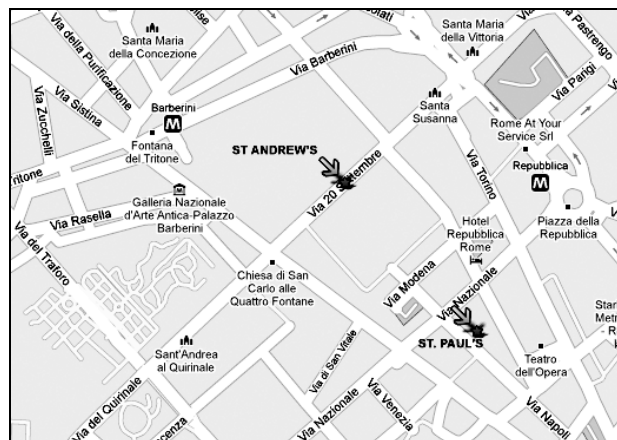 Santa Maria
della Concezione
Via della Purificazione
Via Sistina
Via Zucchelli
Barberini
M
Fontana
del Tritone
Tritone
Via Barberini
Santa Maria
della Vittoria
Pastrengo
Via Parigi
Santa
Susanna
Rome At Your
Service Srl
Repubblica
M
Via Torino
ST ANDREW'S
Via 20 Settembre
Galleria Nazionale
d'Arte Antica-Palazzo
Barberini
Via Rasella
Via del Traforo
Piazza della
Repubblica
Hotel
Repubblica
Rome
Via Modena
Via Nazionale
Chiesa di San
Carlo alle
Quattro Fontane
ST. PAUL'S
Sant'Andrea
al Quirinale
Via di San Vitale
Teatro
dell'Opera
Via del Quirinale
Via Nazionale
Via Venezia
Via Napoli